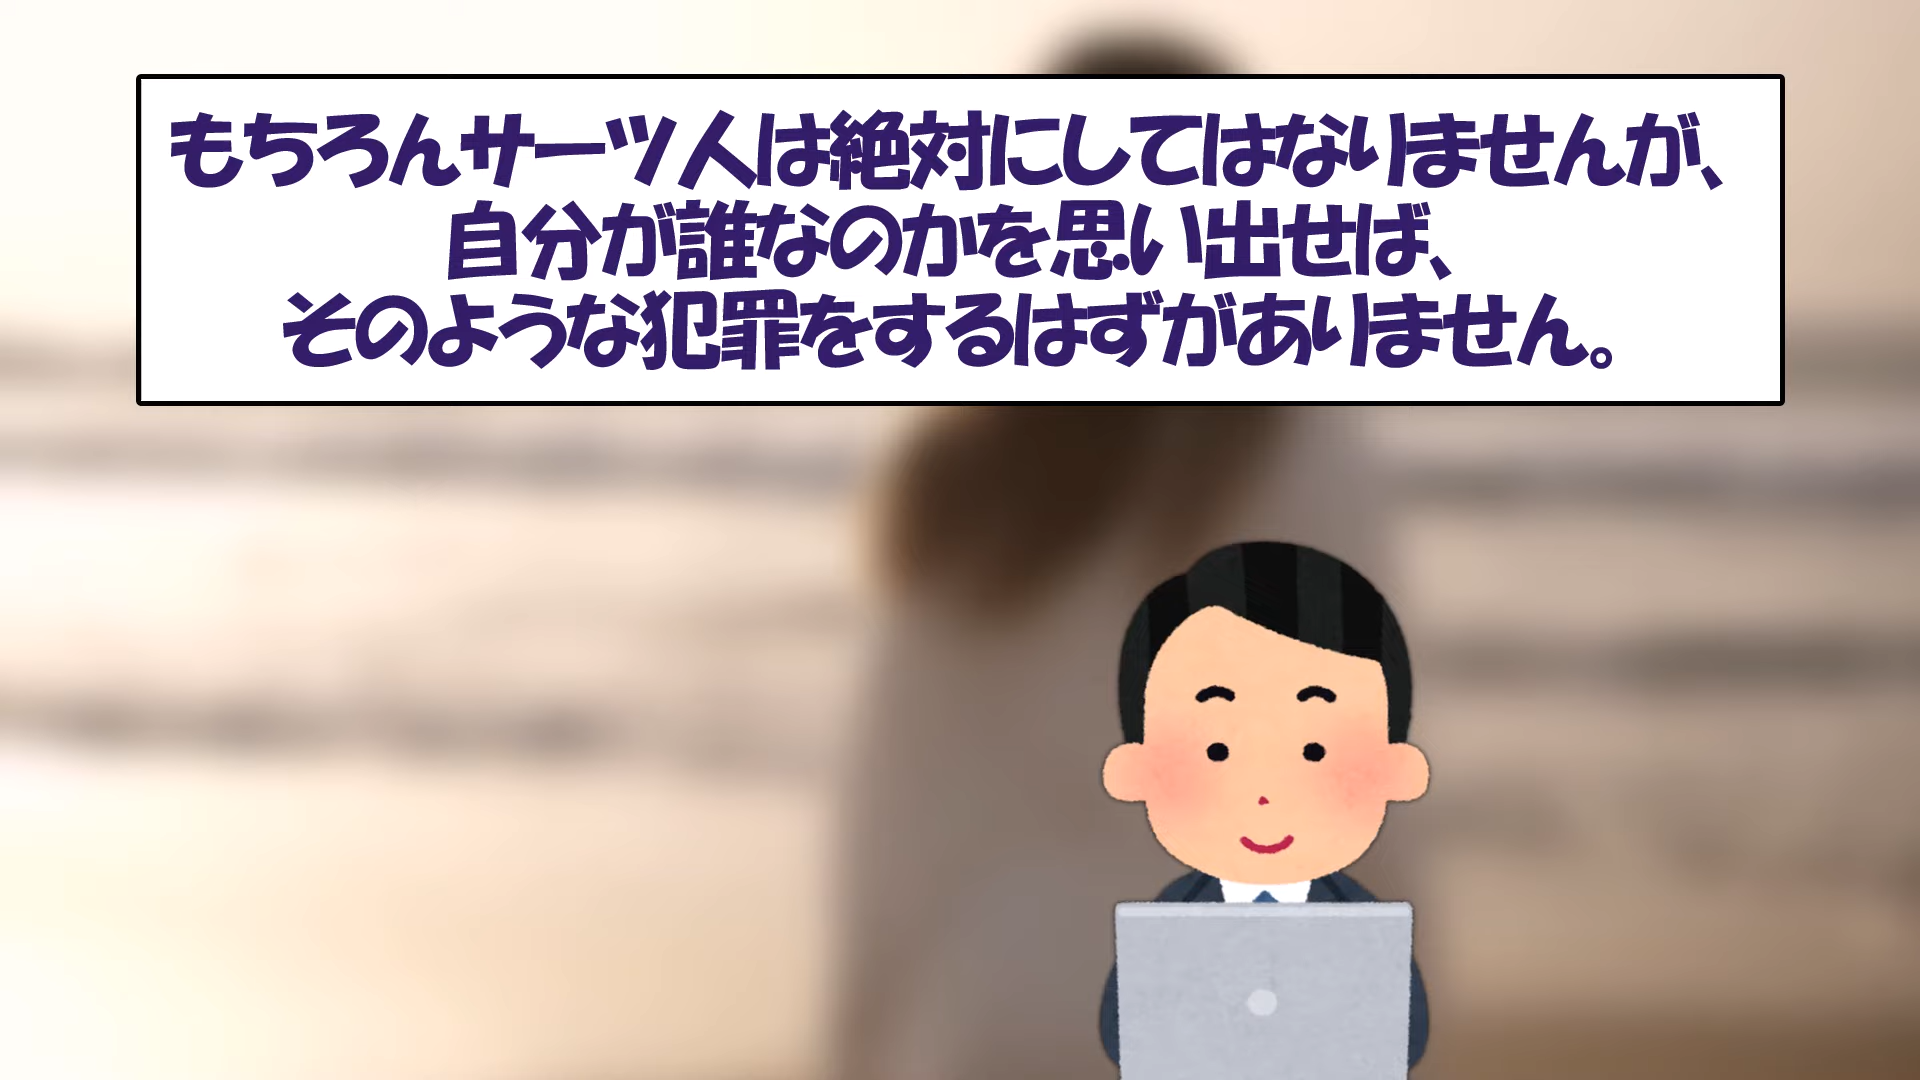 もちろんサーツ人は絶対にしてはなりませんが、
自分が誰なのかを思い出せば、
そのような犯罪をするはずがありません。